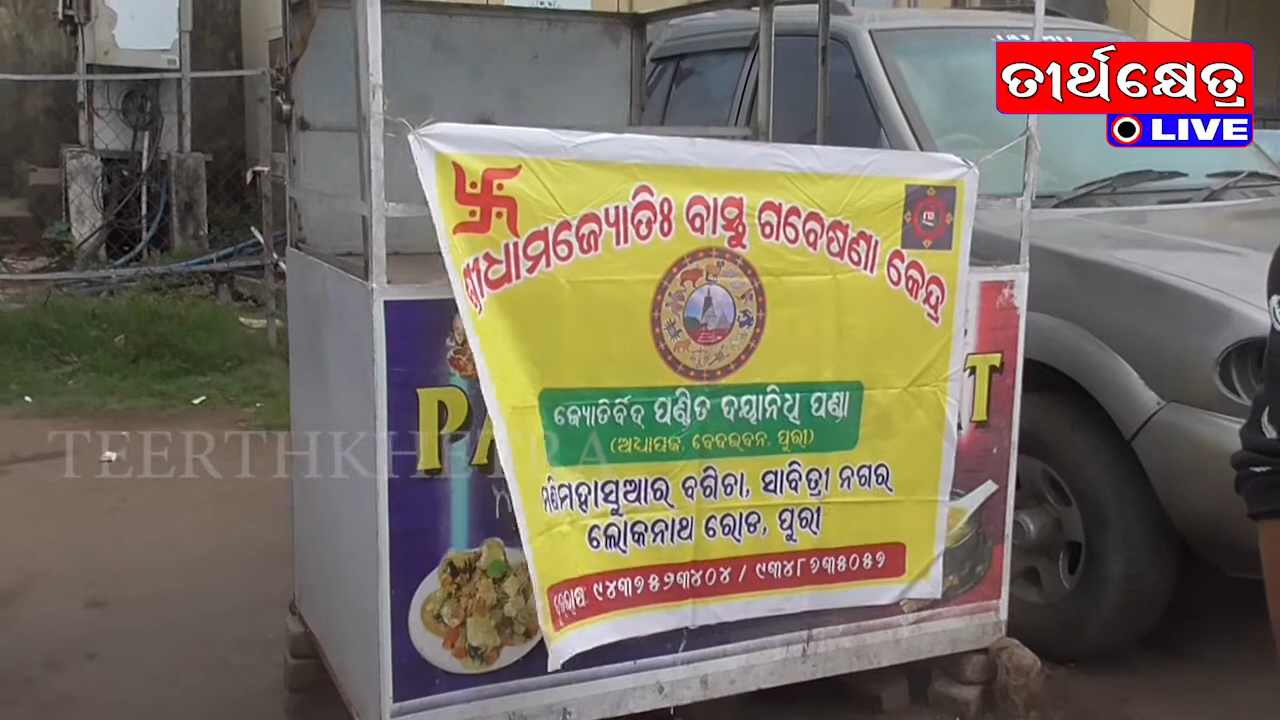 ତୀର୍ଥକ୍ଷେତ୍ର
LIVE
ଶ୍ରୀଧାମଜ୍ୟୋତିଃ ବାସ୍ତୁ ଗବେଷଣା କେନ୍ଦ୍ର
ଜ୍ୟୋତିର୍ବିଦ୍ ପଣ୍ଡିତ ଦୟାନିଧି ପଣ୍ଡା
(ଅଧ୍ୟାପକ, ବେଦଭବନ, ପୁରୀ)
ମଣିମହାସୁଆର ବଗିଚା, ସାବିତ୍ରୀ ନଗର
ଲୋକନାଥ ରୋଡ, ପୁରୀ
TEERTHKHETRA